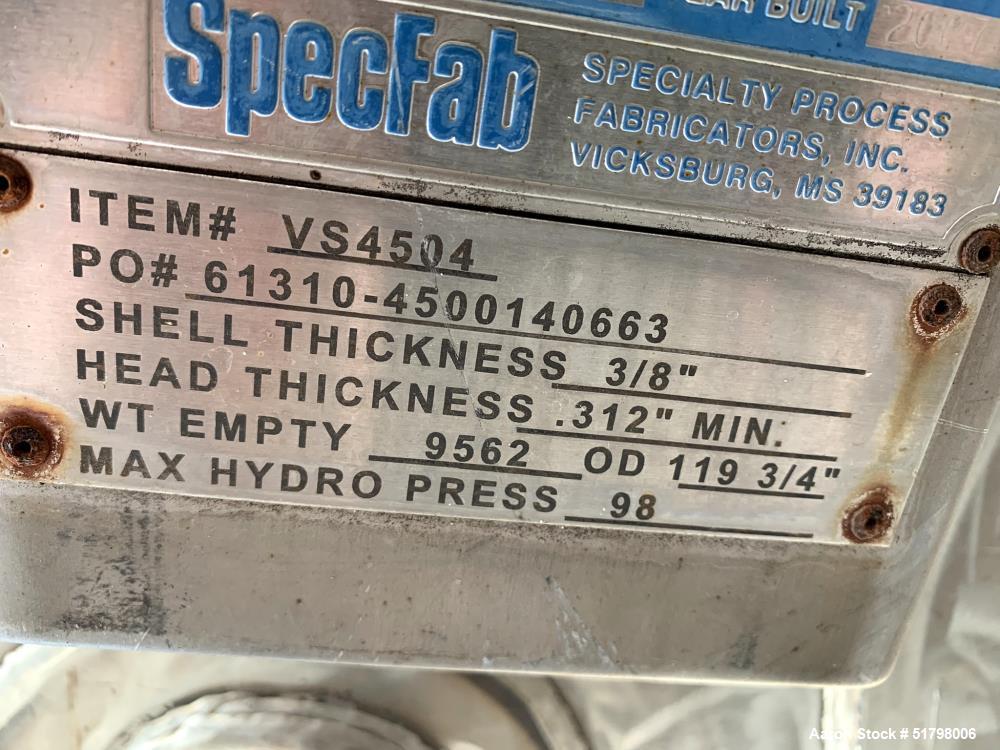 BUILT
SpecFab
SPECIALTY PROCESS
FABRICATORS, INC.
VICKSBURG, MS 39183
ITEM# VS4504
PO# 61310-4500140663
SHELL THICKNESS 3/8"
HEAD THICKNESS .312" MIN.
WT EMPTY 9562 OD 119 3/4"
MAX HYDRO PRESS 98
Aaron Stock # 51798006